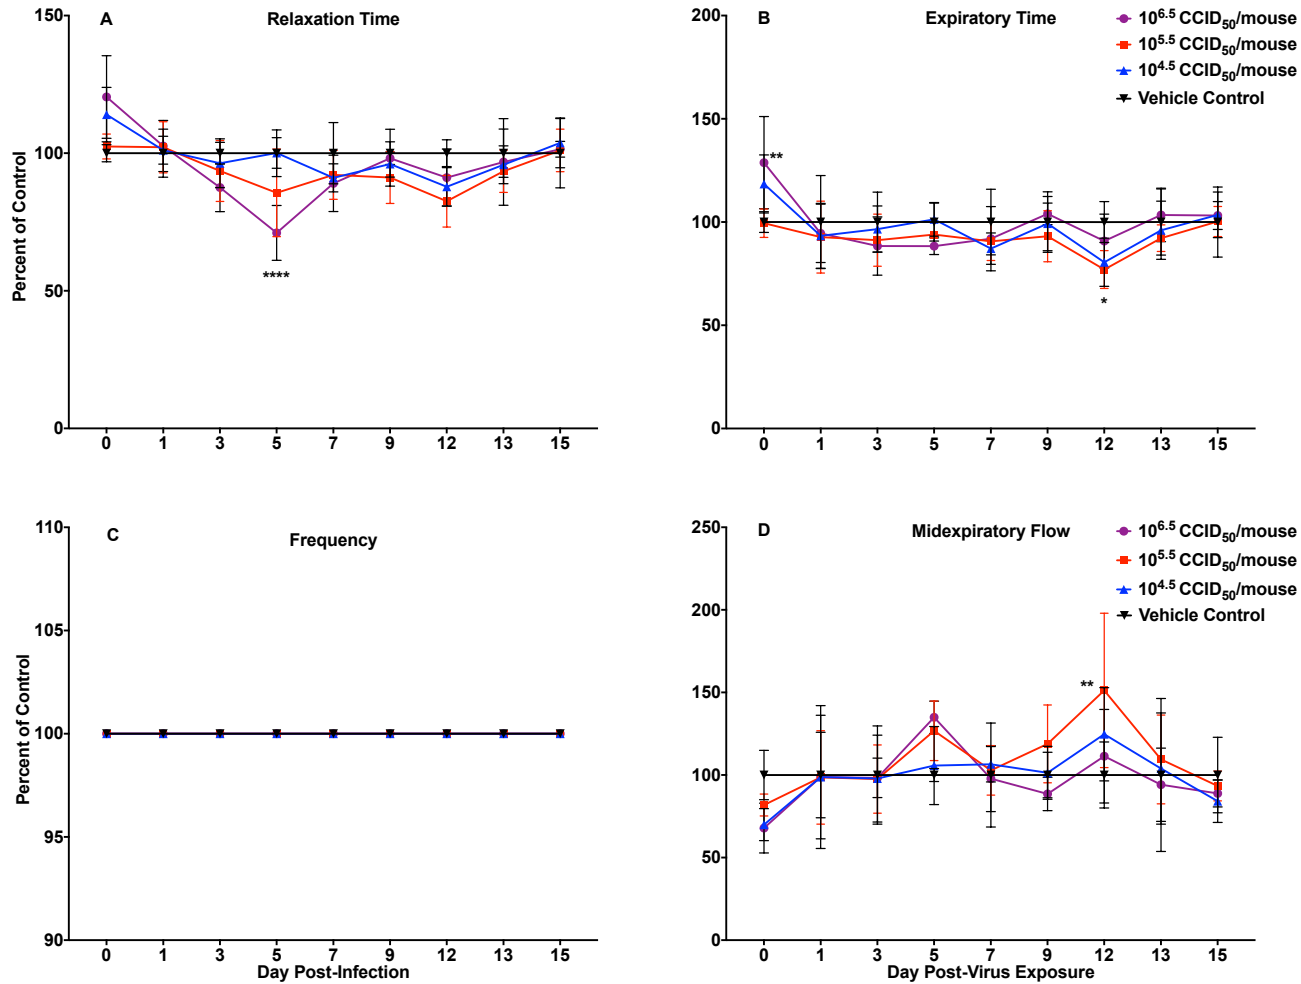 A Relaxation Time
150
100
50
0
Percent of Control
****
0 1 3 5 7 9 12 13 15
B Expiratory Time
200
150
100
50
0
**
*
0 1 3 5 7 9 12 13 15
10^6.5 CCID50/mouse
10^5.5 CCID50/mouse
10^4.5 CCID50/mouse
Vehicle Control
C Frequency
110
105
100
95
90
Percent of Control
0 1 3 5 7 9 12 13 15
Day Post-Infection
D Midexpiratory Flow
250
200
150
100
50
0
**
0 1 3 5 7 9 12 13 15
Day Post-Virus Exposure
10^6.5 CCID50/mouse
10^5.5 CCID50/mouse
10^4.5 CCID50/mouse
Vehicle Control